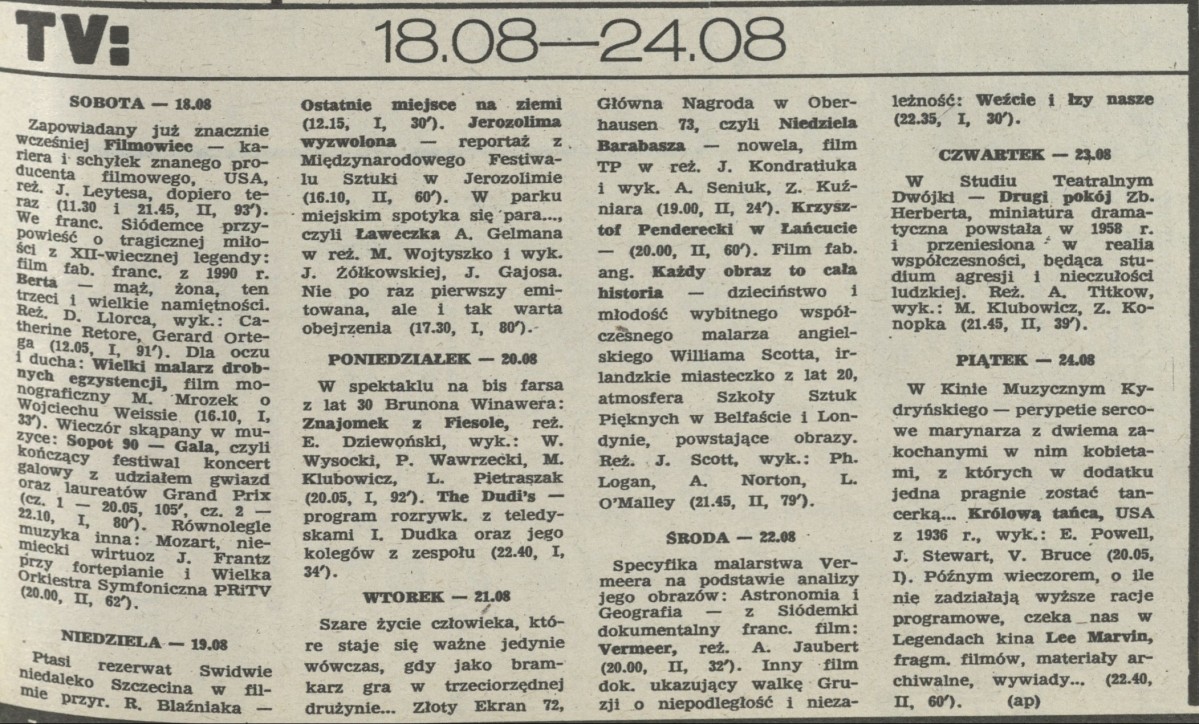 TV:
18.08—24.08
SOBOTA — 18.08
Zapowiadany już znacznie
wcześniej Filmowiec — ka-
riera i schyłek znanego pro-
ducenta filmowego, USA,
reż. J. Leytesa, dopiero te-
raz (11.30 i 21.45, II, 93').
We franc. Siódemce przy-
powieść o tragicznej miło-
ści z XII-wiecznej legendy:
film fab. franc. z 1990 r.
Berta — mąż, żona, ten
trzeci i wielkie namiętności.
Reż. D. Llorca, wyk.: Ca-
therine Retore, Gerard Orte-
ga (12.05, I, 91'). Dla oczu
i ducha: Wielki malarz drob-
nych egzystencji, film mo-
nograficzny M. Mrozek o
Wojciechu Weissie (16.10, I,
33'). Wieczór skąpany w mu-
zyce: Sopot 90 — Gala, czyli
kończący festiwal koncert
galowy z udziałem gwiazd
oraz laureatów Grand Prix
(cz. 1 — 20.05, 105', cz. 2 —
22.10, I, 80'). Równolegle
muzyka inna: Mozart, nie-
miecki wirtuoz J. Frantz
przy fortepianie i Wielka
Orkiestra Symfoniczna PRiTV
(20.00, II, 62').
NIEDZIELA — 19.08
Ptasi rezerwat Swidwie
niedaleko Szczecina w fil-
mie przyr. R. Błaźniaka —
Ostatnie miejsce na ziemi
(12.15, I, 30'). Jerozolima
wyzwolona — reportaż z
Międzynarodowego Festiwa-
lu Sztuki w Jerozolimie
(16.10, II, 60'). W parku
miejskim spotyka się para...,
czyli Ławeczka A. Gelmana
w reż. M. Wojtyszko i wyk.
J. Żółkowskiej, J. Gajosa.
Nie po raz pierwszy emi-
towana, ale i tak warta
obejrzenia (17.30, I, 80').
PONIEDZIAŁEK — 20.08
W spektaklu na bis farsa
z lat 30 Brunona Winawera:
Znajomek z Fiesole, reż.
E. Dziewoński, wyk.: W.
Wysocki, P. Wawrzecki, M.
Klubowicz, L. Pietraszak
(20.05, I, 92'). The Dudi's —
program rozrywk. z teledy-
skami I. Dudka oraz jego
kolegów z zespołu (22.40, I,
34').
WTOREK — 21.08
Szare życie człowieka, któ-
re staje się ważne jedynie
wówczas, gdy jako bram-
karz gra w trzeciorzędnej
drużynie... Złoty Ekran 72,
Główna Nagroda w Ober-
hausen 73, czyli Niedziela
Barabasza — nowela, film
TP w reż. J. Kondratiuka
i wyk. A. Seniuk, Z. Kuź-
niara (19.00, II, 24'). Krzysz-
tof Penderecki w Łańcucie
— (20.00, II, 60'). Film fab.
ang. Każdy obraz to cała
historia — dzieciństwo i
młodość wybitnego współ-
czesnego malarza angiel-
skiego Williama Scotta, ir-
landzkie miasteczko z lat 20,
atmosfera Szkoły Sztuk
Pięknych w Belfaście i Lon-
dynie, powstające obrazy.
Reż. J. Scott, wyk.: Ph.
Logan, A. Norton, L.
O'Malley (21.45, II, 79').
ŚRODA — 22.08
Specyfika malarstwa Ver-
meera na podstawie analizy
jego obrazów: Astronomia i
Geografia — z Siódemki
dokumentalny franc. film:
Vermeer, reż. A. Jaubert
(20.00, II, 32'). Inny film
dok. ukazujący walkę Gru-
zji o niepodległość i nieza-
leżność: Weźcie i łzy nasze
(22.35, I, 30').
CZWARTEK — 23.08
W Studiu Teatralnym
Dwójki — Drugi pokój Zb.
Herberta, miniatura drama-
tyczna powstała w 1958 r.
i przeniesiona w realia
współczesności, będąca stu-
dium agresji i nieczułości
ludzkiej. Reż. A. Titkow,
wyk.: M. Klubowicz, Z. Ko-
nopka (21.45, II, 39').
PIĄTEK — 24.08
W Kinie Muzycznym Ky-
dryńskiego — perypetie serco-
we marynarza z dwiema za-
kochanymi w nim kobieta-
mi, z których w dodatku
jedna pragnie zostać tan-
cerką... Królową tańca, USA
z 1936 r., wyk.: E. Powell,
J. Stewart, V. Bruce (20.05,
I). Późnym wieczorem, o ile
nie zadziałają wyższe racje
programowe, czeka nas w
Legendach kina Lee Marvin,
fragm. filmów, materiały ar-
chiwalne, wywiady... (22.40,
II, 60'). (ap)